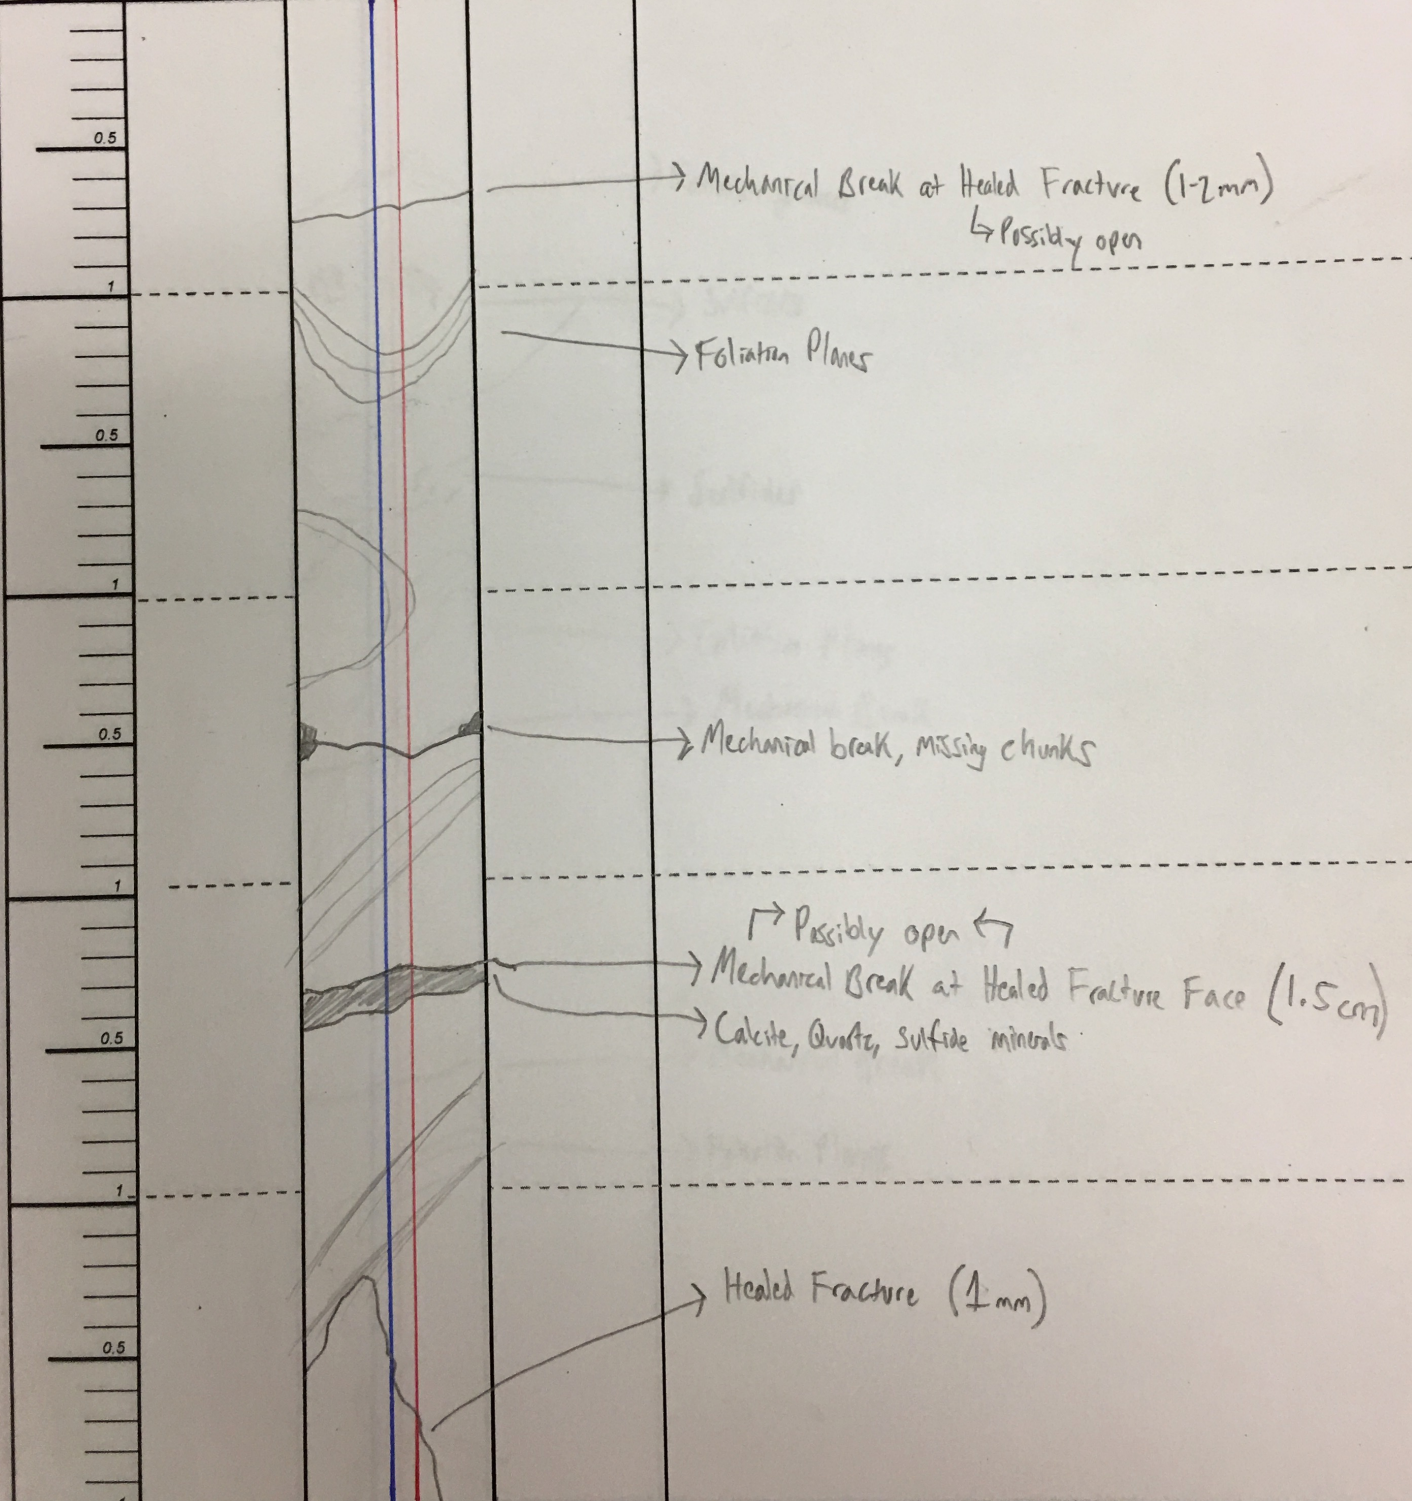 0.5
Mechanical Break at Healed Fracture (1-2mm)
↳Possibly open
1
Foliation Planes
0.5
1
0.5
Mechanical break, missing chunks
1
Possibly open
Mechanical Break at Healed Fracture Face (1.5cm)
Calcite, Quartz, sulfide minerals
0.5
1
Healed Fracture (1mm)
0.5